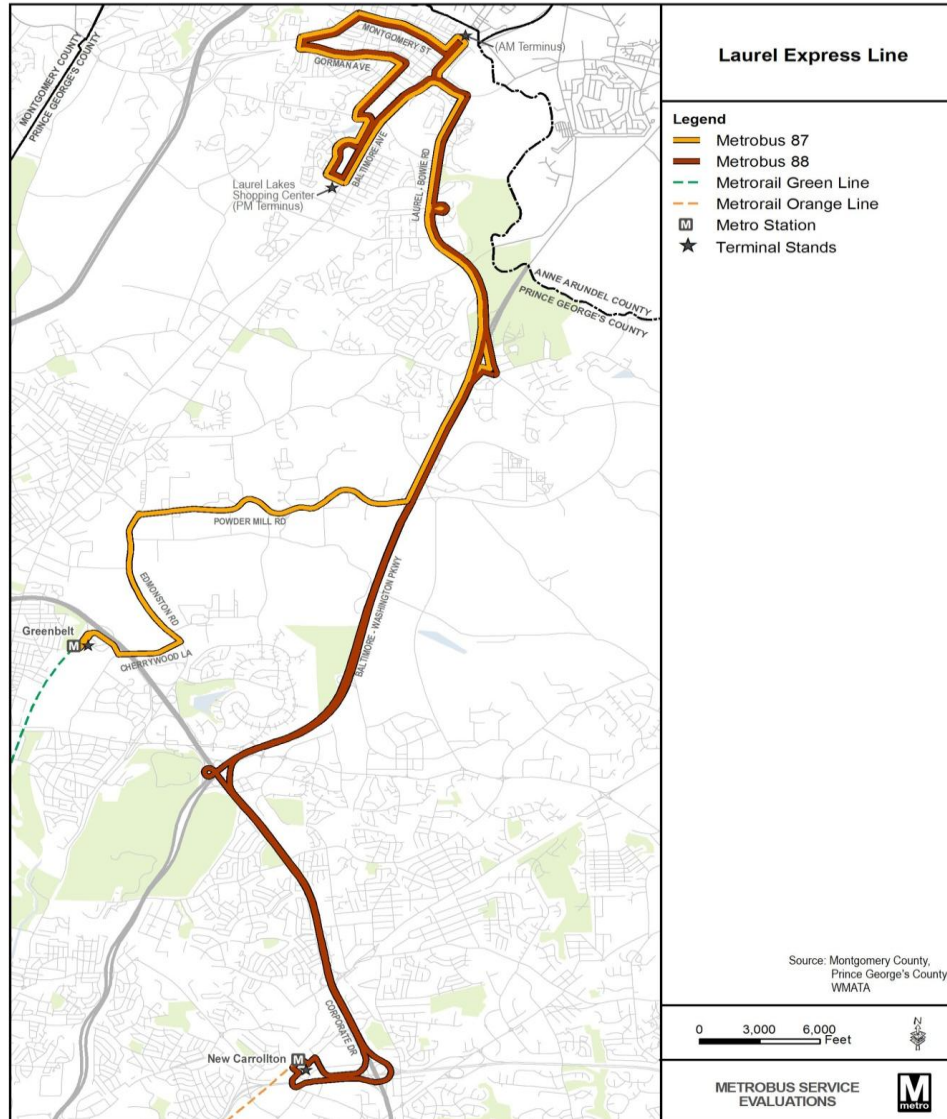 MONTGOMERY COUNTY
PRINCE GEORGE'S COUNTY
MONTGOMERY ST
(AM Terminus)
GORMAN AVE
BALTIMORE AVE
LAUREL - BOWIE RD
Laurel Lakes
Shopping Center
(PM Terminus)
ANNE ARUNDEL COUNTY
PRINCE GEORGE'S COUNTY
POWDER MILL RD
EDMONSTON RD
BALTIMORE - WASHINGTON PKWY
Greenbelt
M
CHERRYWOOD LA
CORPORATE DR
New Carrollton
M
Laurel Express Line
Legend
Metrobus 87
Metrobus 88
Metrorail Green Line
Metrorail Orange Line
M Metro Station
Terminal Stands
Source: Montgomery County,
Prince George's County
WMATA
0 3,000 6,000
Feet
N
METROBUS SERVICE
EVALUATIONS
M
metro